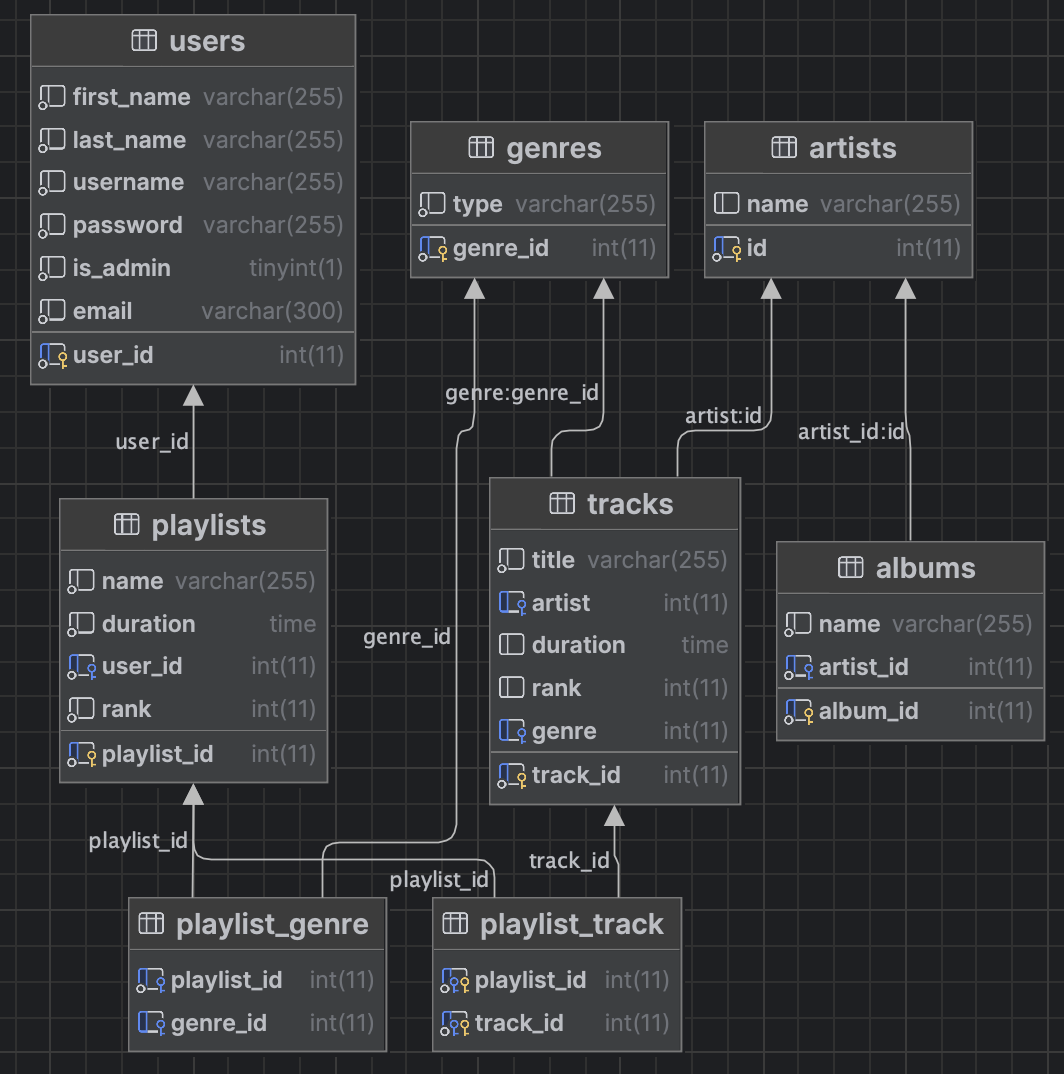 users
first_name varchar(255)
last_name varchar(255)
username varchar(255)
password varchar(255)
is_admin tinyint(1)
email varchar(300)
user_id int(11)
genres
type varchar(255)
genre_id int(11)
artists
name varchar(255)
id int(11)
genre:genre_id
artist:id
artist_id:id
user_id
playlists
name varchar(255)
duration time
user_id int(11)
rank int(11)
playlist_id int(11)
genre_id
tracks
title varchar(255)
artist int(11)
duration time
rank int(11)
genre int(11)
track_id int(11)
albums
name varchar(255)
artist_id int(11)
album_id int(11)
playlist_id
playlist_id
track_id
playlist_genre
playlist_id int(11)
genre_id int(11)
playlist_track
playlist_id int(11)
track_id int(11)